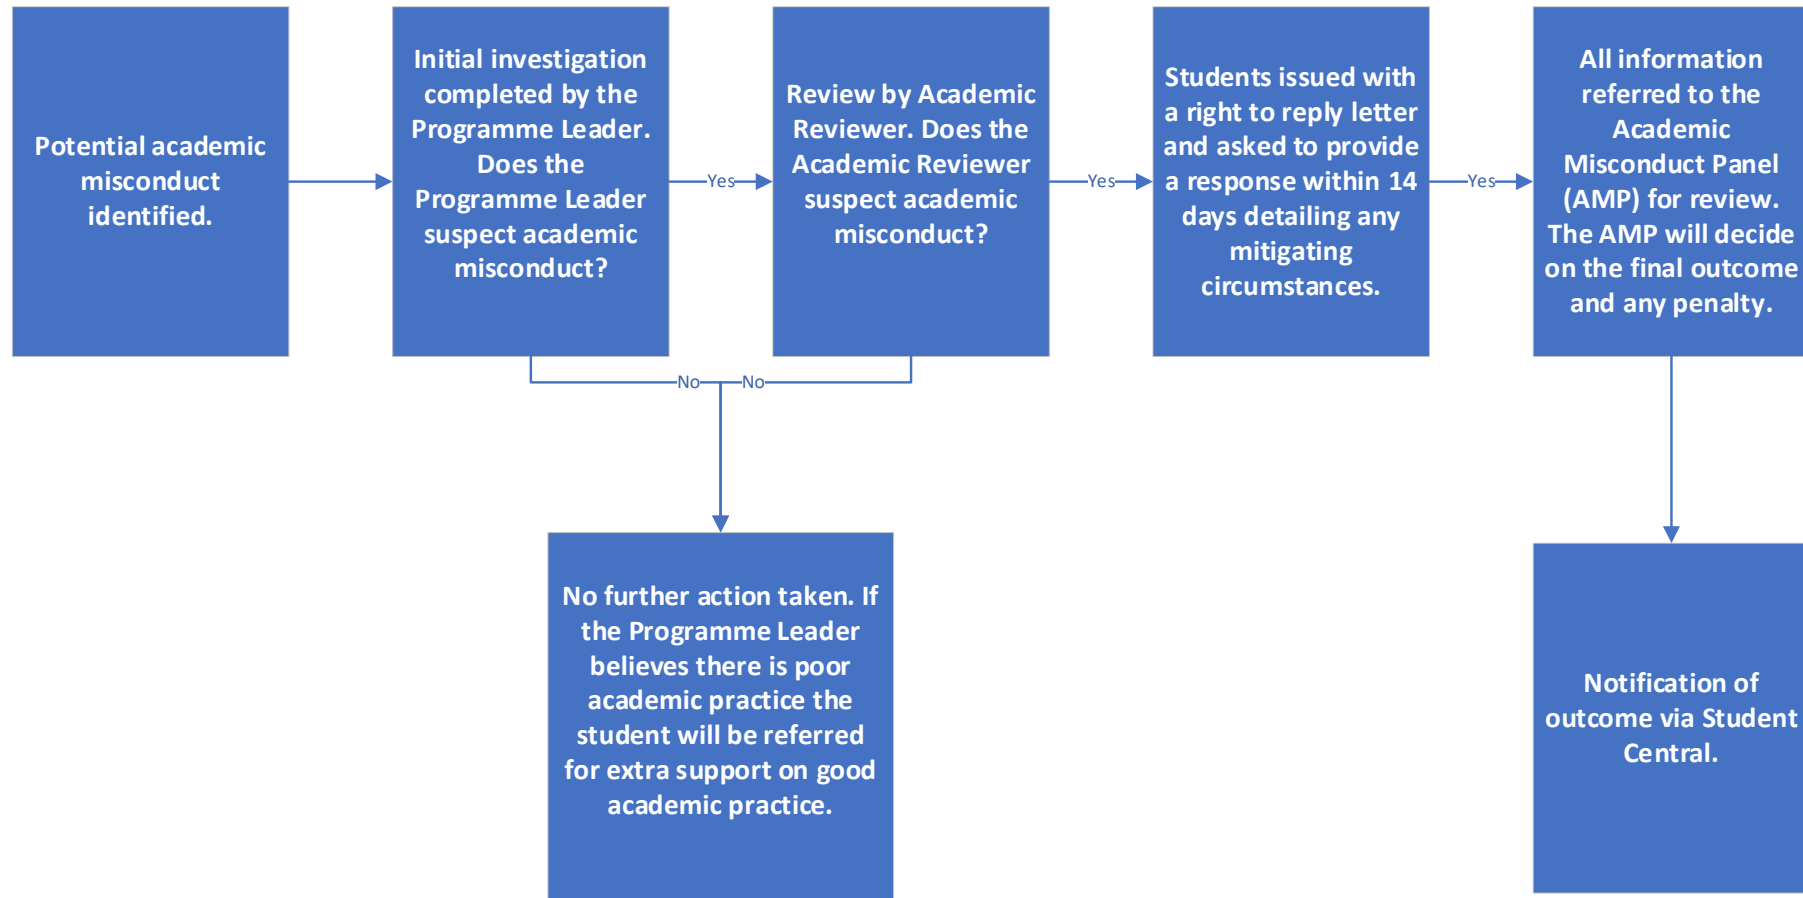 Potential academic
misconduct
identified.
Initial investigation
completed by the
Programme Leader.
Does the
Programme Leader
suspect academic
misconduct?
Yes
Review by Academic
Reviewer. Does the
Academic Reviewer
suspect academic
misconduct?
Yes
Students issued with
a right to reply letter
and asked to provide
a response within 14
days detailing any
mitigating
circumstances.
Yes
All information
referred to the
Academic
Misconduct Panel
(AMP) for review.
The AMP will decide
on the final outcome
and any penalty.
No
No
No further action taken. If
the Programme Leader
believes there is poor
academic practice the
student will be referred
for extra support on good
academic practice.
Notification of
outcome via Student
Central.